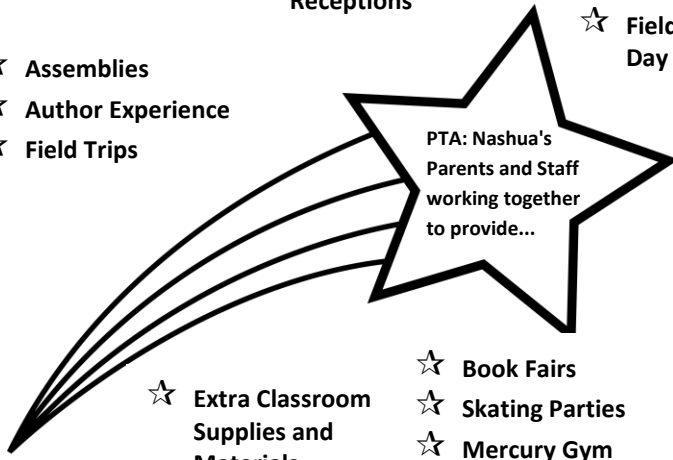 Receptions
☆ Field
Day
☆ Assemblies
☆ Author Experience
☆ Field Trips
PTA: Nashua's
Parents and Staff
working together
to provide...
☆ Extra Classroom
Supplies and
Materials
☆ Book Fairs
☆ Skating Parties
☆ Mercury Gym